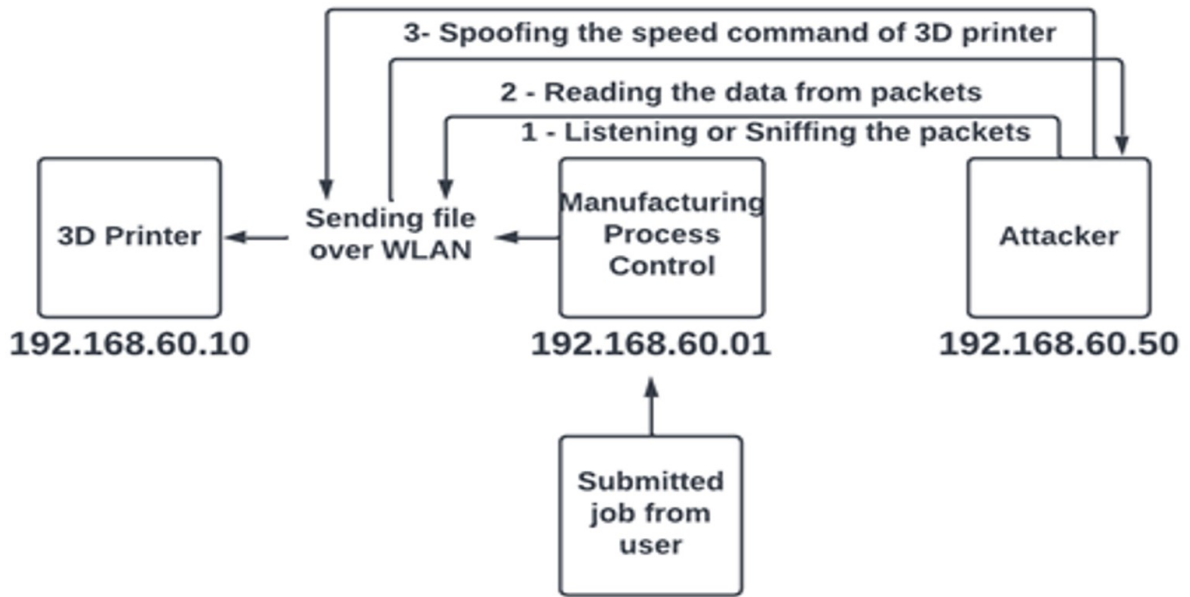 3- Spoofing the speed command of 3D printer
2 - Reading the data from packets
1 - Listening or Sniffing the packets
3D Printer
Sending file
over WLAN
Manufacturing
Process
Control
Attacker
192.168.60.10
192.168.60.01
192.168.60.50
Submitted
job from
user